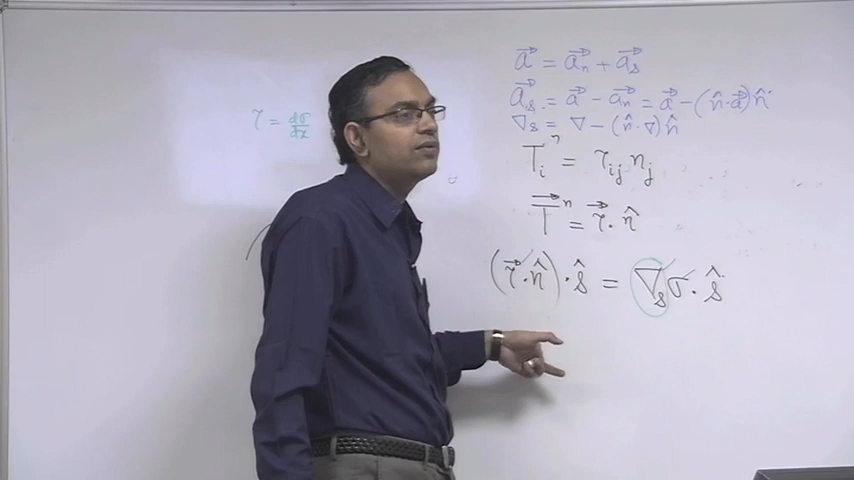 τ = dσ/dx
a⃗ = a⃗ₙ + a⃗ₛ
a⃗ₛ = a⃗ − a⃗ₙ = a⃗ − (n̂·a⃗)n̂
∇ₛ = ∇ − (n̂·∇)n̂
Tᵢⁿ = τᵢⱼ nⱼ
T⃗ⁿ = τ⃗·n̂
(τ⃗·n̂)·ŝ = ∇ₛσ·ŝ